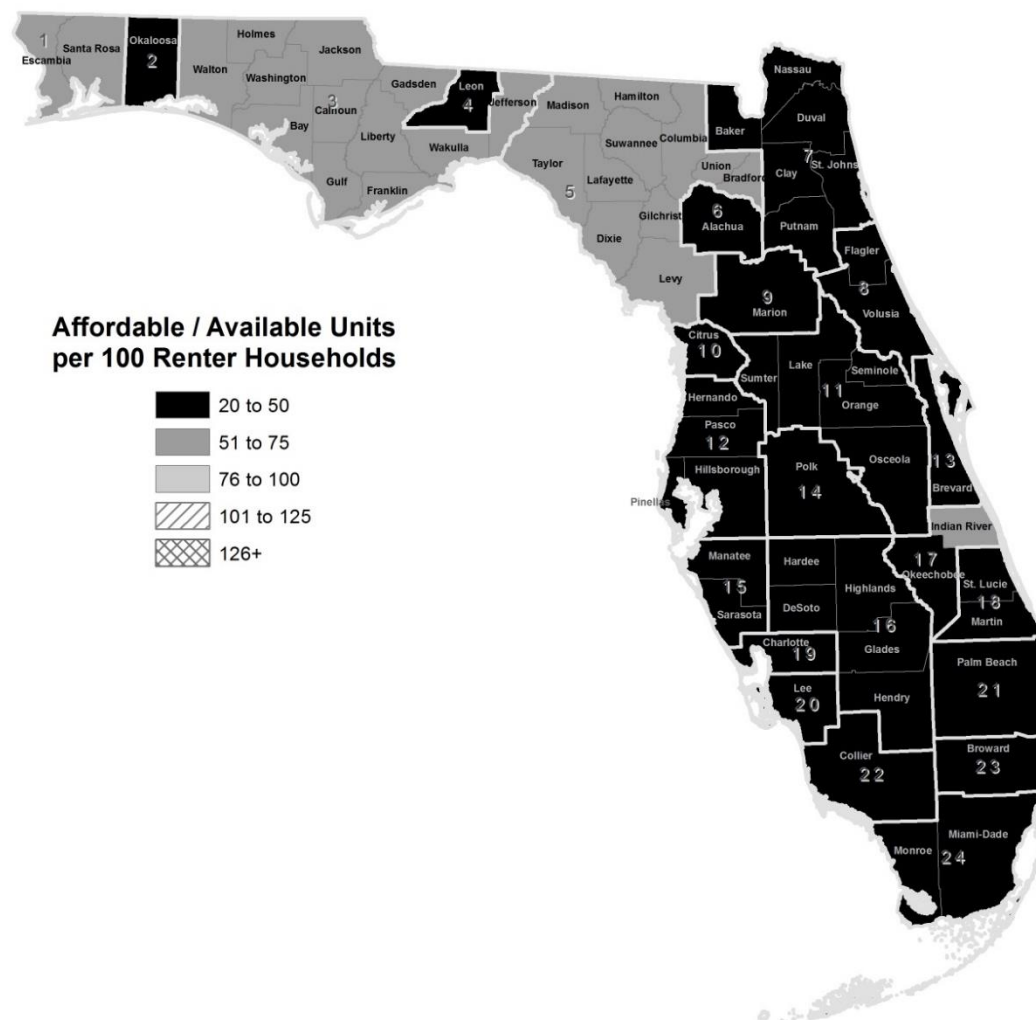 1
Escambia
Santa Rosa
Okaloosa
2
Walton
Holmes
Washington
Jackson
Bay
3
Calhoun
Gulf
Liberty
Franklin
Gadsden
Leon
4
Wakulla
Jefferson
Madison
Taylor
5
Hamilton
Suwannee
Lafayette
Dixie
Columbia
Gilchrist
Levy
Union
Bradford
Baker
Nassau
Duval
7
Clay
St. Johns
Putnam
6
Alachua
Flagler
8
Volusia
9
Marion
Citrus
10
Sumter
Lake
Seminole
11
Orange
Osceola
Hernando
Pasco
12
Hillsborough
Pinellas
Polk
14
13
Brevard
Indian River
17
Okeechobee
St. Lucie
18
Martin
Manatee
15
Sarasota
Hardee
DeSoto
Highlands
16
Glades
Charlotte
19
Lee
20
Hendry
Palm Beach
21
Collier
22
Broward
23
Monroe
Miami-Dade
24
Affordable / Available Units
per 100 Renter Households
20 to 50
51 to 75
76 to 100
101 to 125
126+